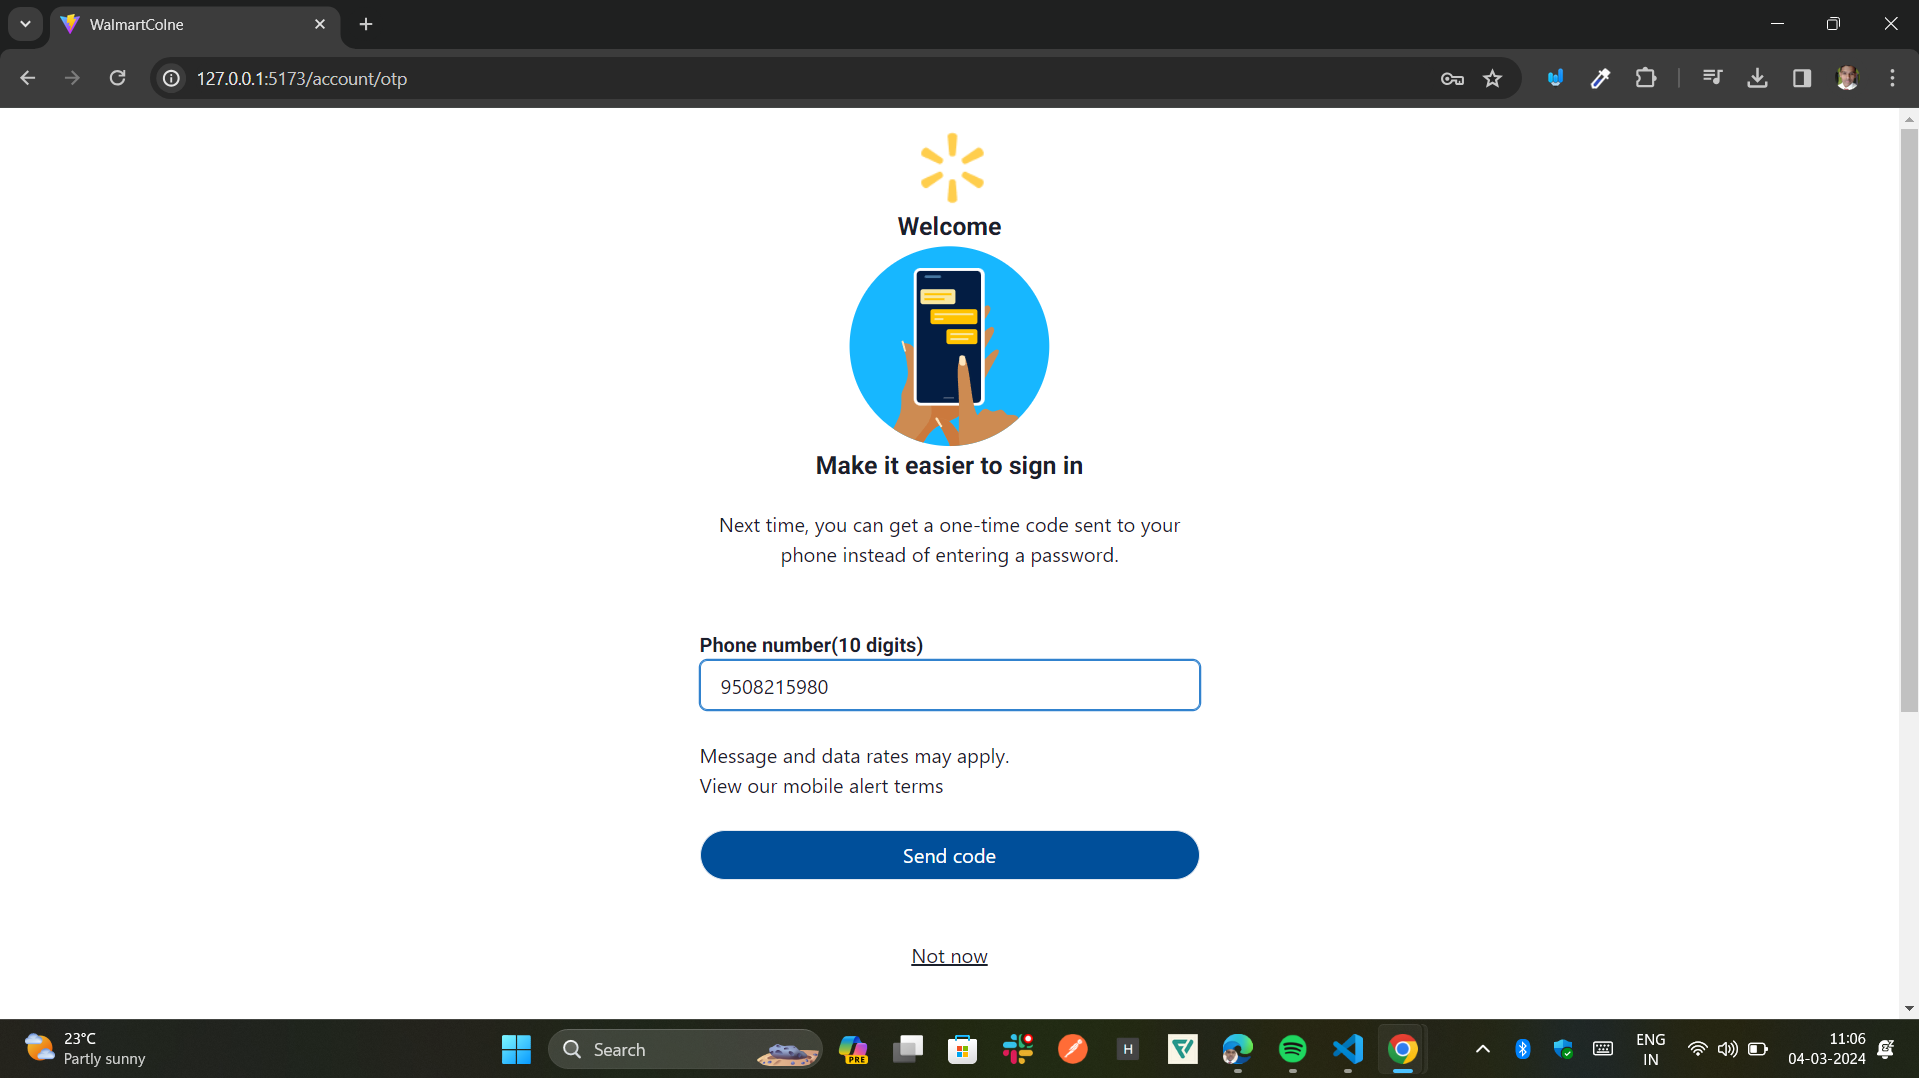 WalmartColne
127.0.0.1:5173/account/otp
Welcome
Make it easier to sign in
Next time, you can get a one-time code sent to your
phone instead of entering a password.
Phone number(10 digits)
9508215980
Message and data rates may apply.
View our mobile alert terms
Send code
Not now
23°C
Partly sunny
Search
PRE
H
ENG
IN
11:06
04-03-2024